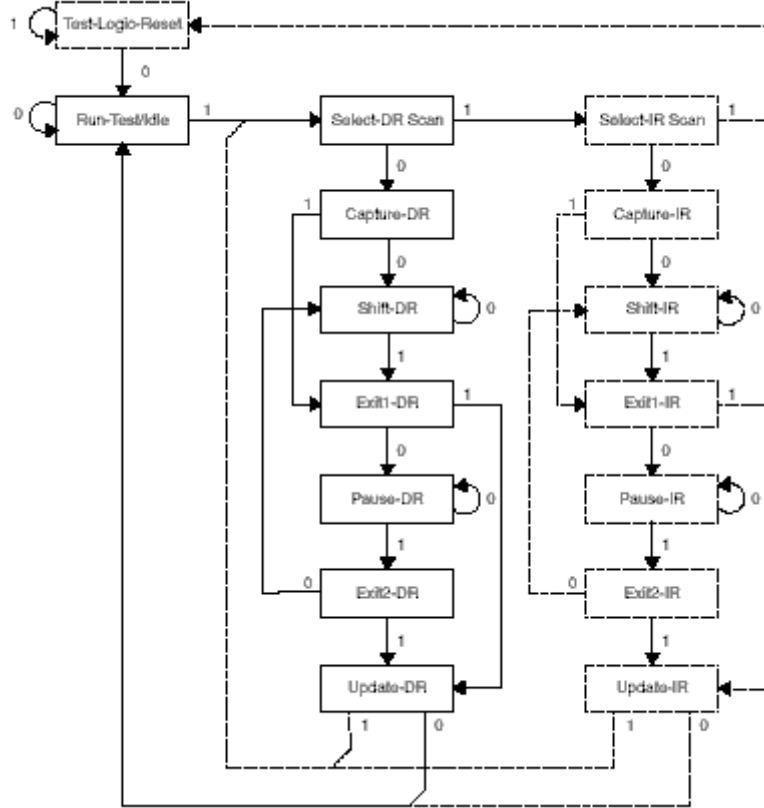 1 Test-Logic-Reset
0
0 Run-Test/Idle 1 Select-DR Scan 1 Select-IR Scan 1
0 0
1 Capture-DR 1 Capture-IR
0 0
Shift-DR 0 Shift-IR 0
1 1
Exit1-DR 1 Exit1-IR 1
0 0
Pause-DR 0 Pause-IR 0
1 1
0 Exit2-DR 0 Exit2-IR
1 1
Update-DR Update-IR
1 0 1 0